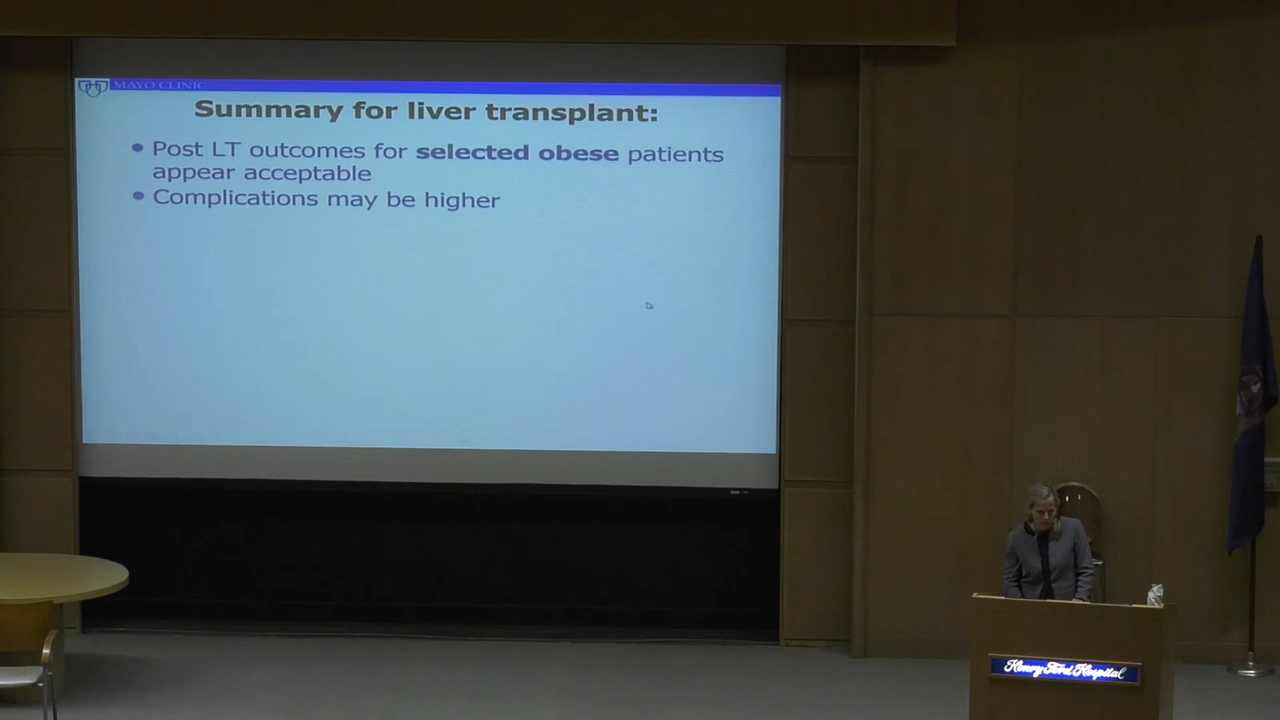 MAYO CLINIC
Summary for liver transplant:
• Post LT outcomes for selected obese patients
appear acceptable
• Complications may be higher
Henry Ford Hospital